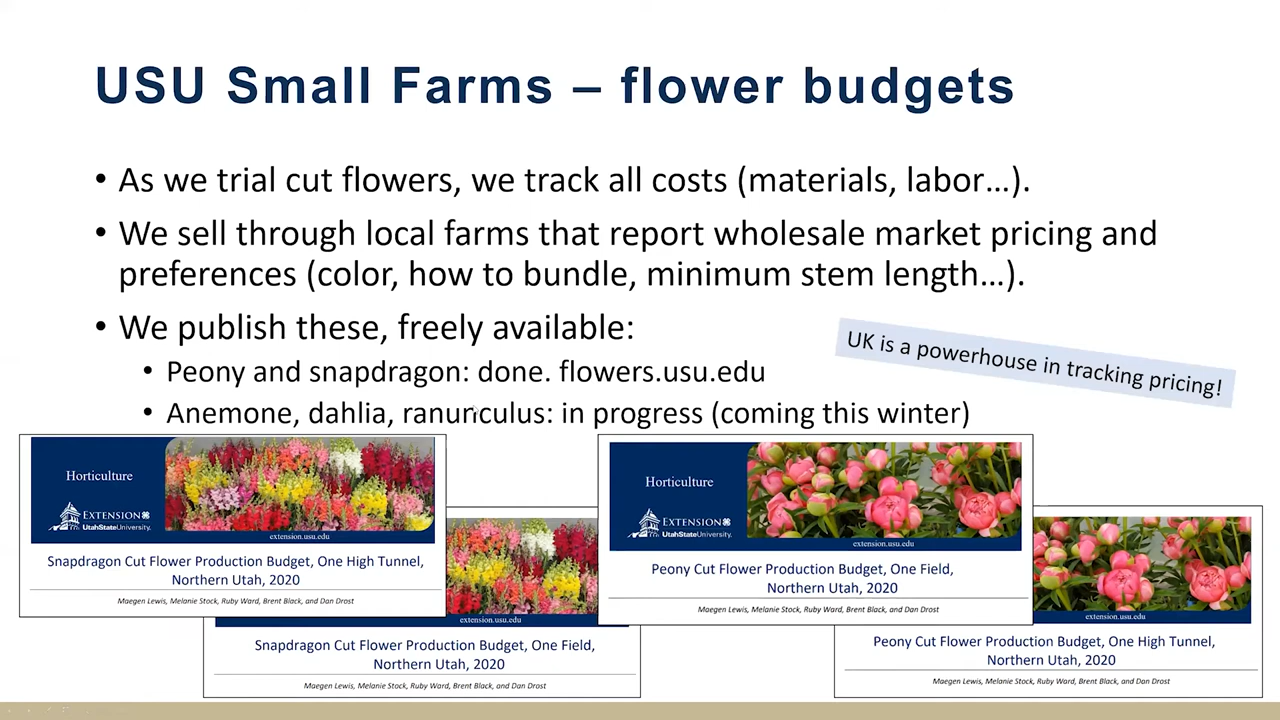 USU Small Farms – flower budgets
• As we trial cut flowers, we track all costs (materials, labor…).
• We sell through local farms that report wholesale market pricing and
preferences (color, how to bundle, minimum stem length…).
• We publish these, freely available:
• Peony and snapdragon: done. flowers.usu.edu
• Anemone, dahlia, ranunculus: in progress (coming this winter)
UK is a powerhouse in tracking pricing!
Horticulture
EXTENSION
UtahStateUniversity.
extension.usu.edu
Snapdragon Cut Flower Production Budget, One High Tunnel,
Northern Utah, 2020
Maegen Lewis, Melanie Stock, Ruby Ward, Brent Black, and Dan Drost
extension.usu.edu
Snapdragon Cut Flower Production Budget, One Field,
Northern Utah, 2020
Maegen Lewis, Melanie Stock, Ruby Ward, Brent Black, and Dan Drost
Horticulture
EXTENSION
UtahStateUniversity.
extension.usu.edu
Peony Cut Flower Production Budget, One Field,
Northern Utah, 2020
Maegen Lewis, Melanie Stock, Ruby Ward, Brent Black, and Dan Drost
extension.usu.edu
Peony Cut Flower Production Budget, One High Tunnel,
Northern Utah, 2020
Maegen Lewis, Melanie Stock, Ruby Ward, Brent Black, and Dan Drost